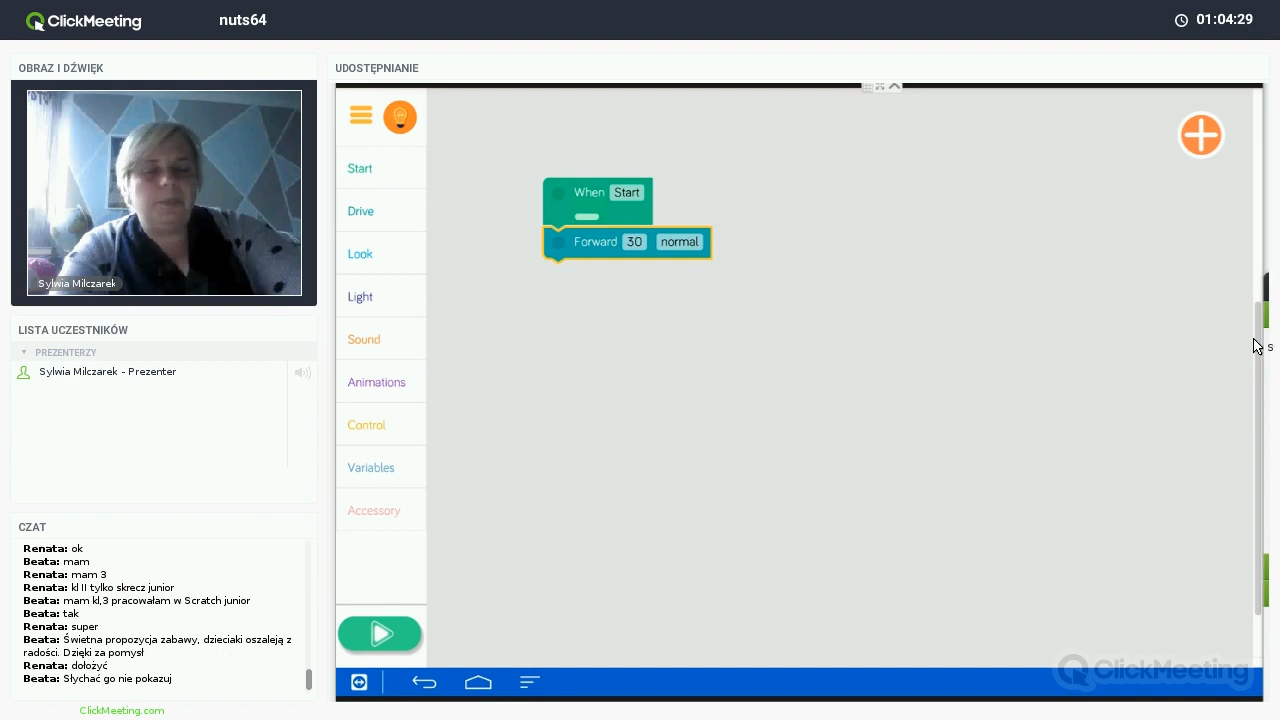 ClickMeeting
nuts64
01:04:29
OBRAZ I DŹWIĘK
Sylwia Milczarek
LISTA UCZESTNIKÓW
PREZENTERZY
Sylwia Milczarek - Prezenter
CZAT
Renata: ok
Beata: mam
Renata: mam 3
Renata: kl II tylko skrecz junior
Beata: mam kl,3 pracowałam w Scratch junior
Beata: tak
Renata: super
Beata: Świetna propozycja zabawy, dzieciaki oszaleją z
radości. Dzięki za pomysł
Renata: dołożyć
Beata: Słychać go nie pokazuj
ClickMeeting.com
UDOSTĘPNIANIE
Start
Drive
Look
Light
Sound
Animations
Control
Variables
Accessory
When Start
Forward 30 normal
S
ClickMeeting